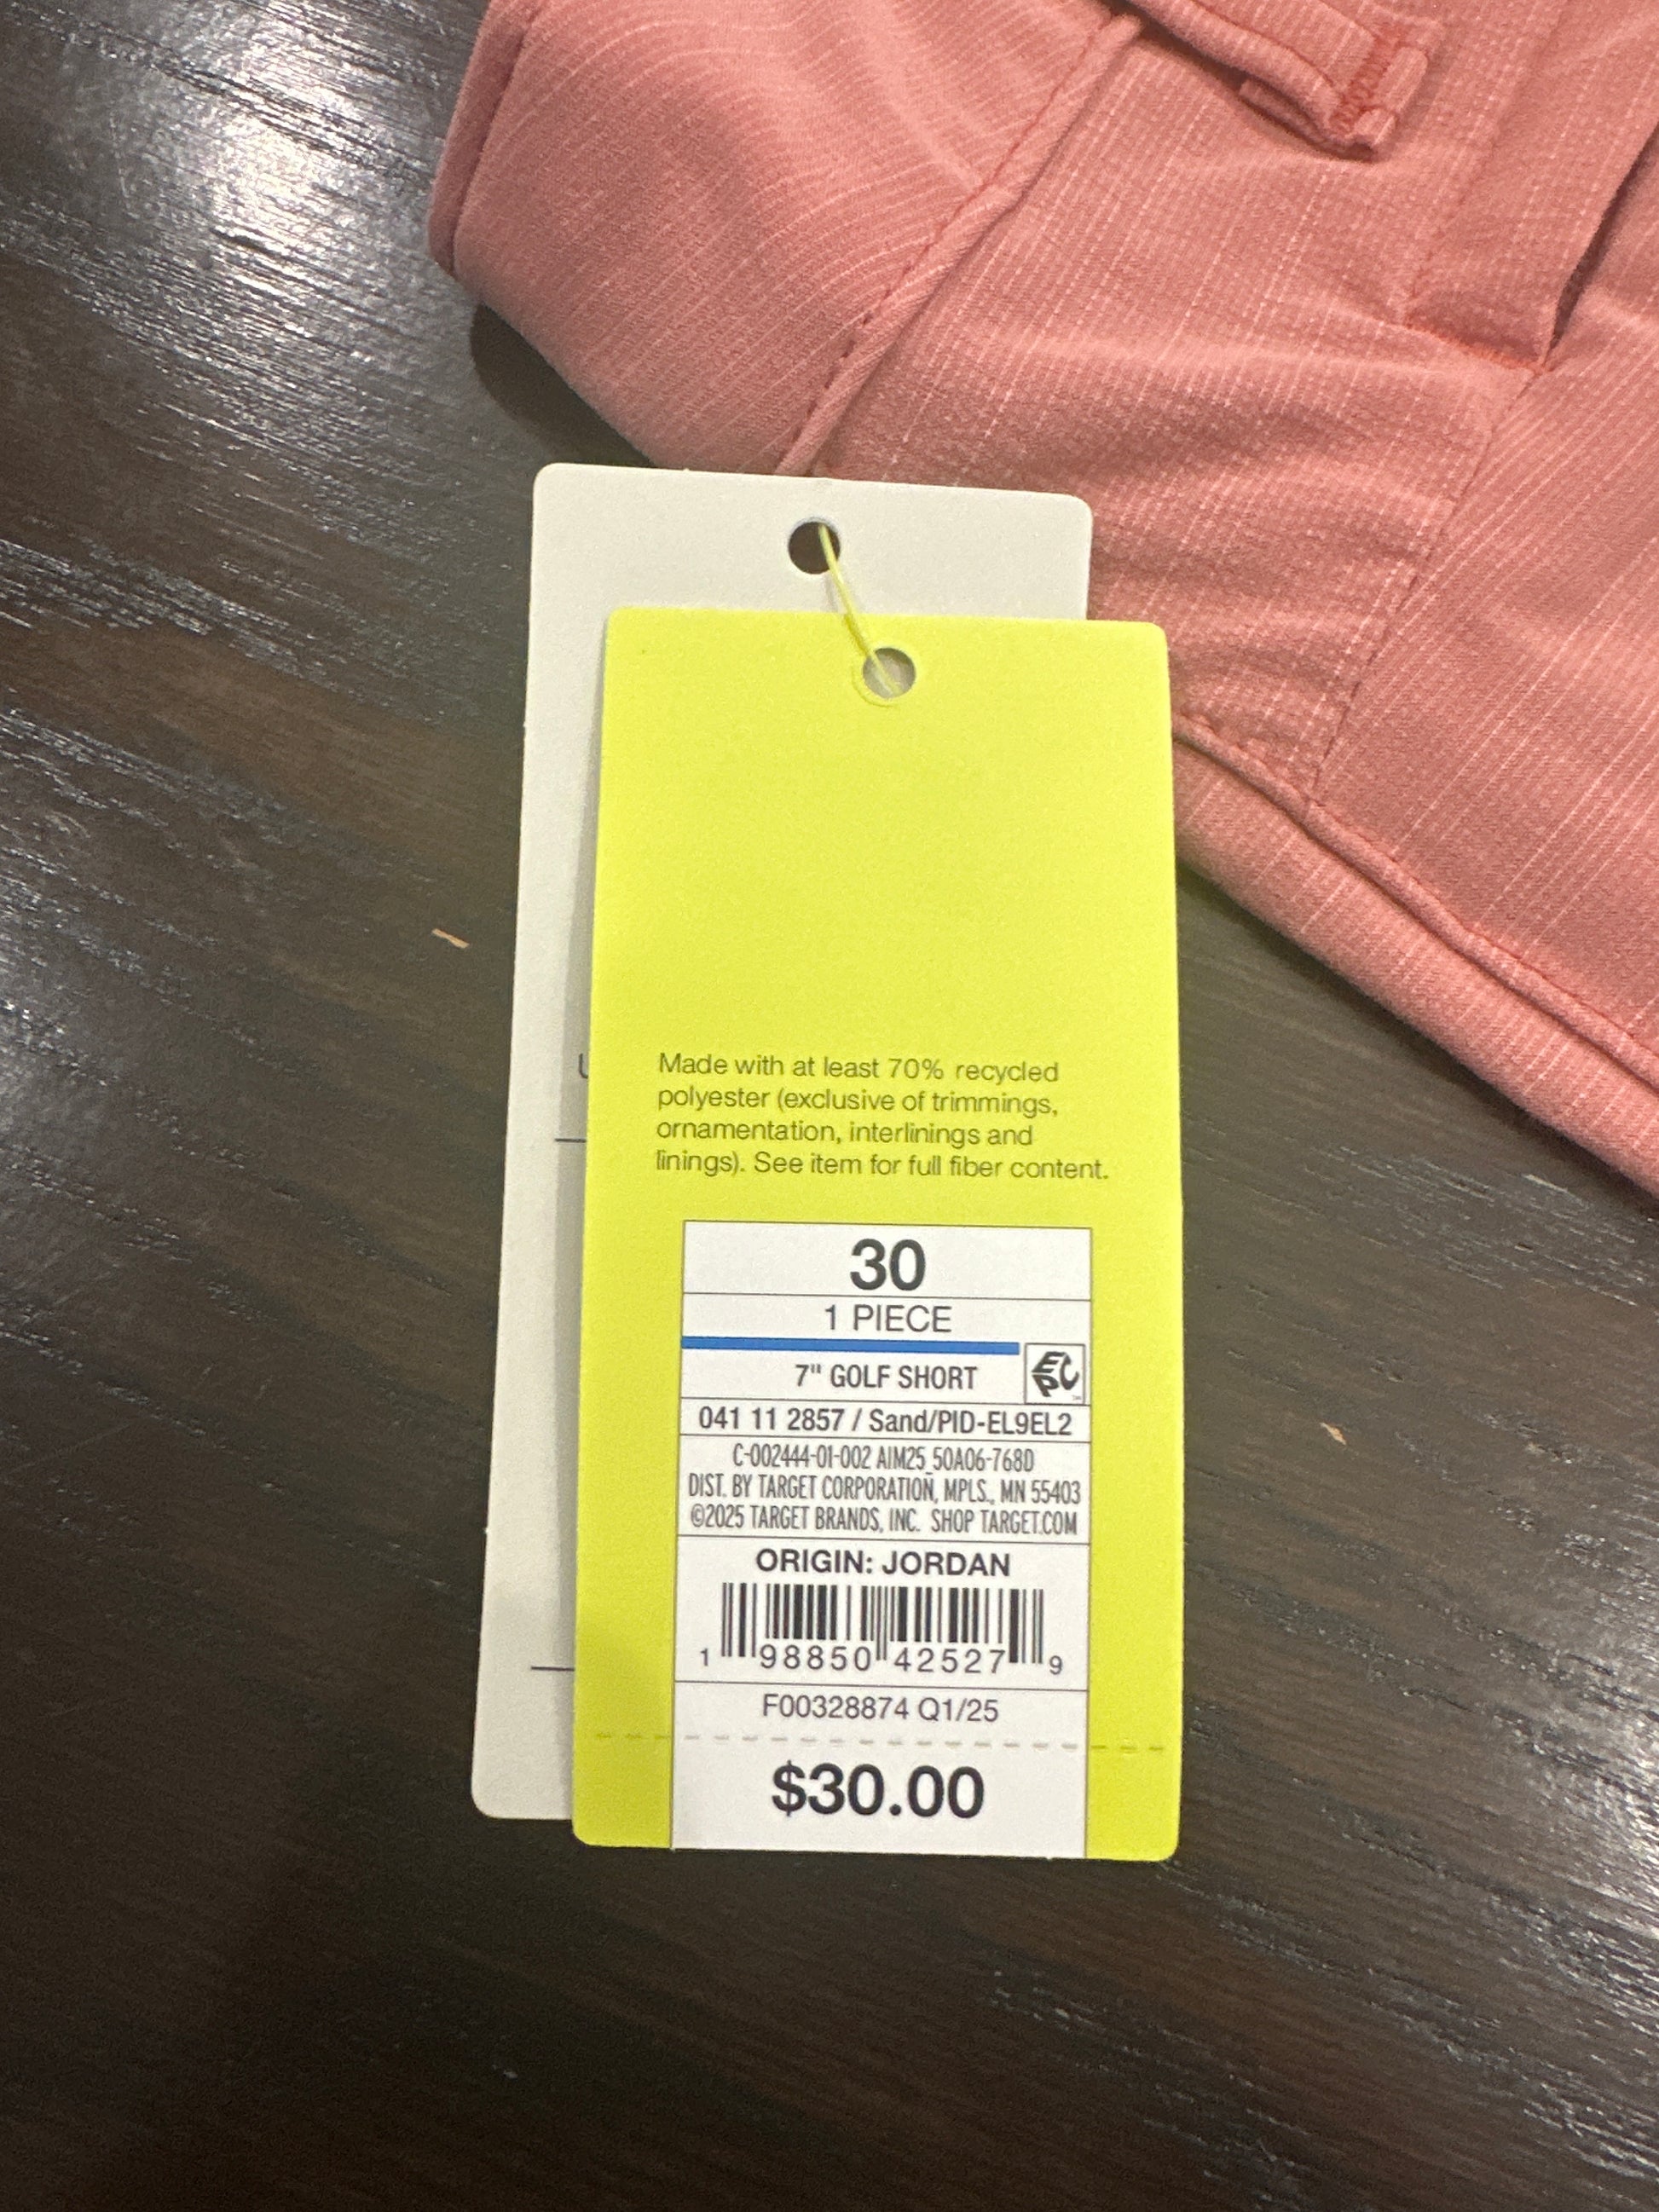 Made with at least 70% recycled
polyester (exclusive of trimmings,
ornamentation, interlinings and
linings). See item for full fiber content.
30
1 PIECE
7" GOLF SHORT
041 11 2857 / Sand/PID-EL9EL2
C-002444-01-002 AIM25_50A06-768D
DIST. BY TARGET CORPORATION, MPLS., MN 55403
©2025 TARGET BRANDS, INC. SHOP TARGET.COM
ORIGIN: JORDAN
1 98850 42527 9
F00328874 Q1/25
$30.00